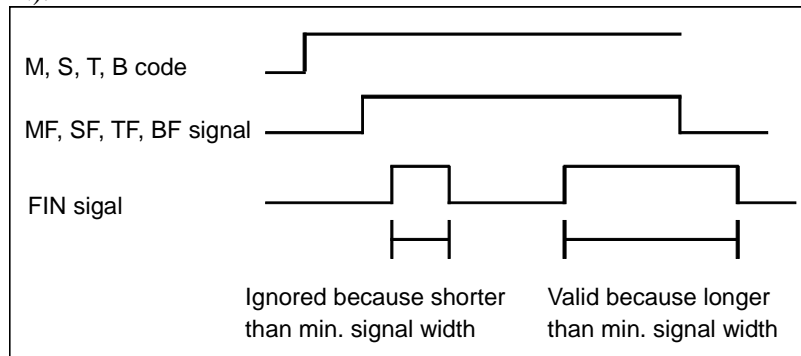 M, S, T, B code
MF, SF, TF, BF signal
FIN sigal
Ignored because shorter
than min. signal width
Valid because longer
than min. signal width